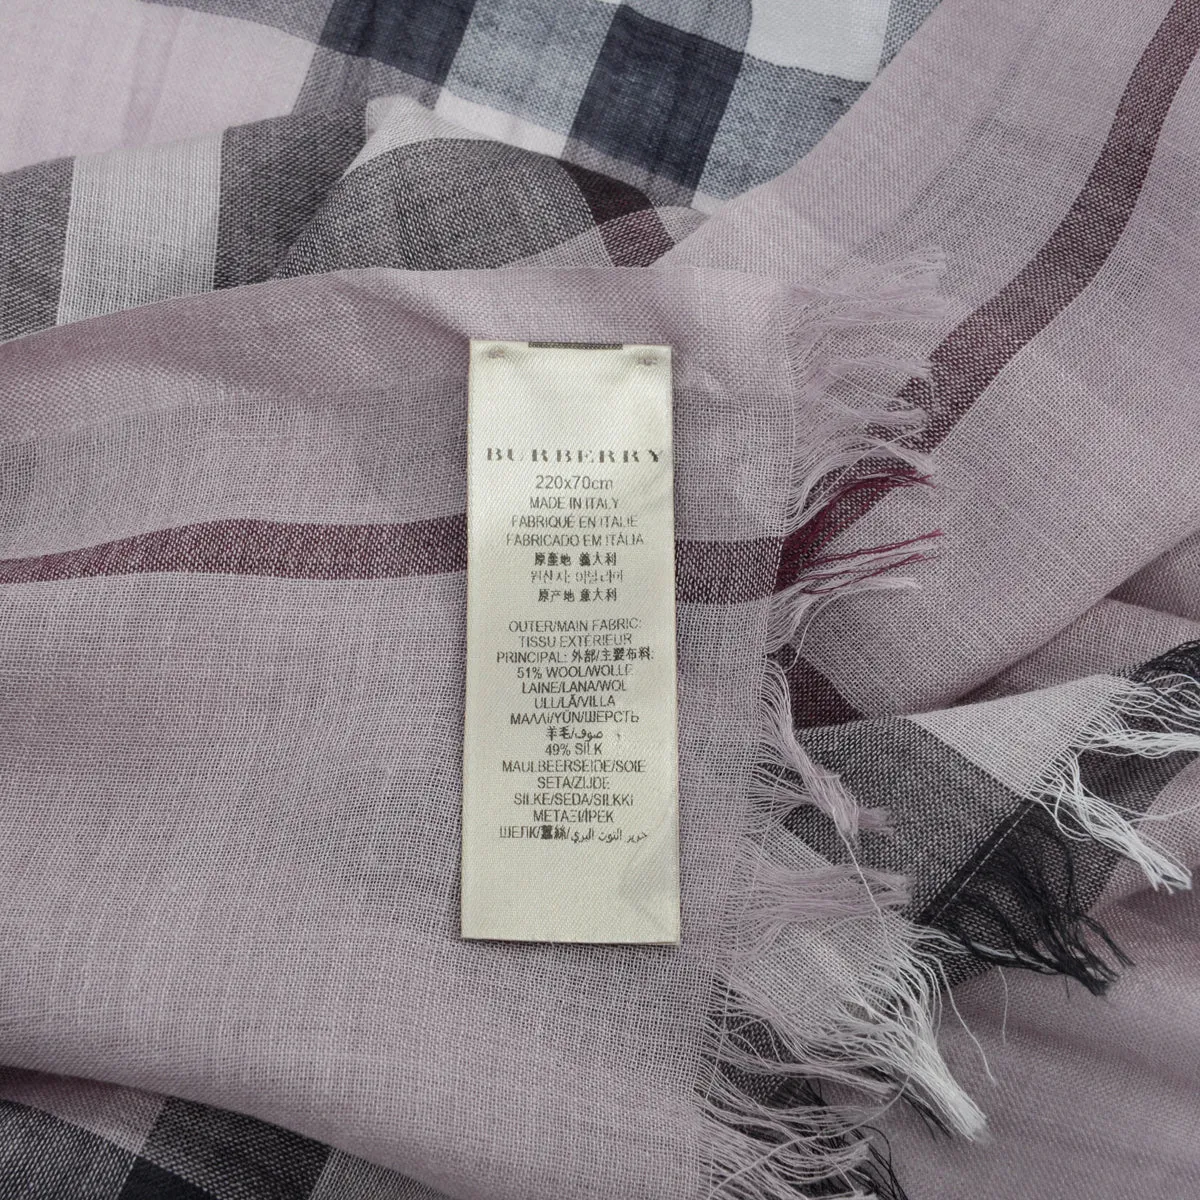 BURBERRY
220x70cm
MADE IN ITALY
FABRIQUÉ EN ITALIE
FABRICADO EM ITÁLIA
原產地 義大利
원산지: 이탈리아
原产地 意大利
OUTER/MAIN FABRIC:
TISSU EXTÉRIEUR
PRINCIPAL: 外部/主要布料:
51% WOOL/WOLLE
LAINE/LANA/WOL
ULL/LÃ/VILLA
ΜΑΛΛΙ/YÜN/ШЕРСТЬ
羊毛/صوف
49% SILK
MAULBEERSEIDE/SOIE
SETA/ZIJDE
SILKE/SEDA/SILKKI
ΜΕΤΑΞΙ/İPEK
ШЕЛК/蠶絲/حرير التوت البري